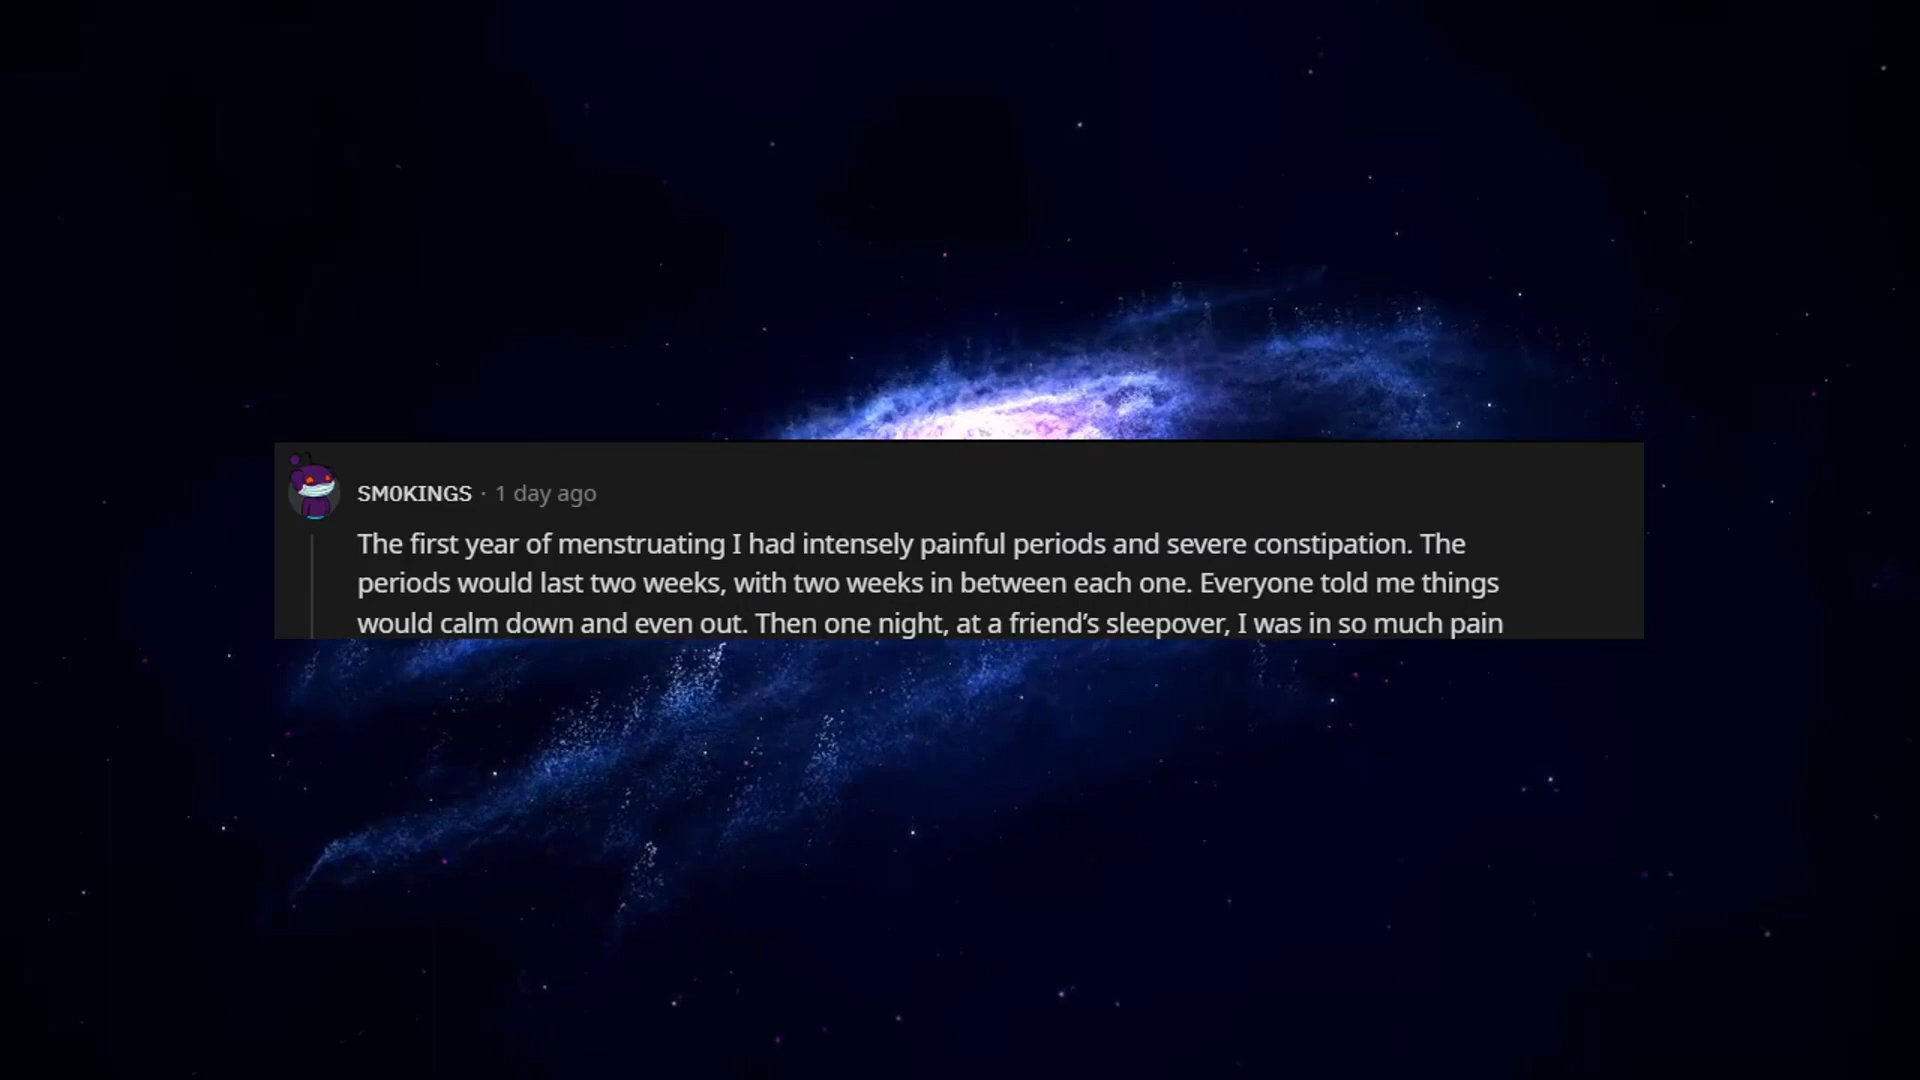 SMOKINGS · 1 day ago
The first year of menstruating I had intensely painful periods and severe constipation. The
periods would last two weeks, with two weeks in between each one. Everyone told me things
would calm down and even out. Then one night, at a friend’s sleepover, I was in so much pain